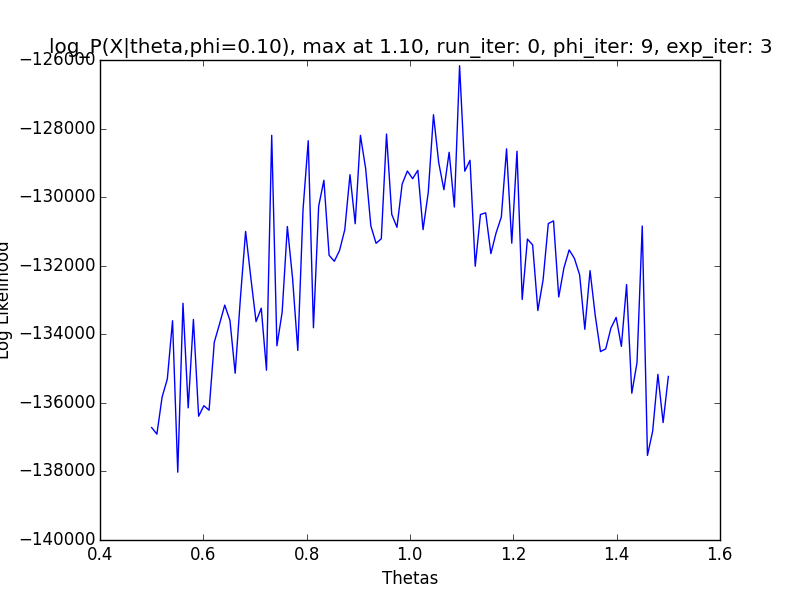 log_P(X|theta,phi=0.10), max at 1.10, run_iter: 0, phi_iter: 9, exp_iter: 3
−126000
−128000
−130000
−132000
−134000
−136000
−138000
−140000
Log Likelihood
0.4 0.6 0.8 1.0 1.2 1.4 1.6
Thetas